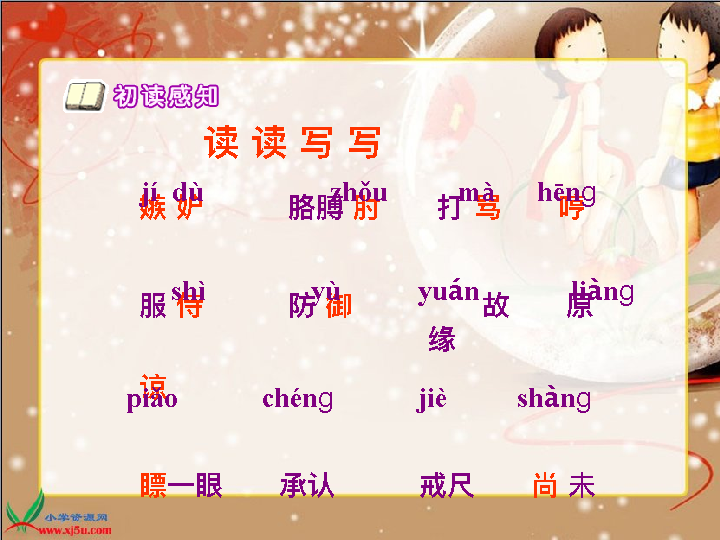 初读感知
读 读 写 写
jí dù zhǒu mà hēng
嫉 妒 胳膊 肘 打 骂 哼
shì yù yuán liàng
服 侍 防 御 故 原
缘
谅
piǎo chéng jiè shàng
瞟一眼 承认 戒尺 尚 未
小学资源网
www.xj5u.com